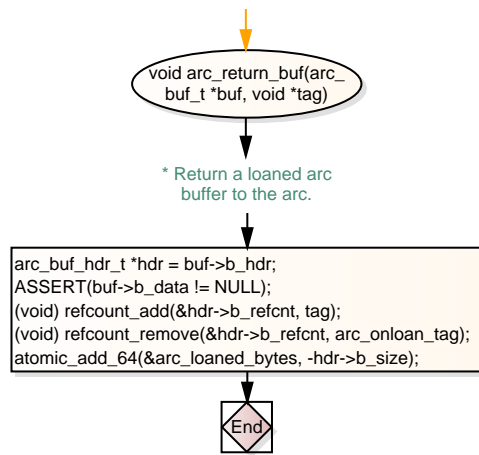 void arc_return_buf(arc_
buf_t *buf, void *tag)
* Return a loaned arc
buffer to the arc.
arc_buf_hdr_t *hdr = buf->b_hdr;
ASSERT(buf->b_data != NULL);
(void) refcount_add(&hdr->b_refcnt, tag);
(void) refcount_remove(&hdr->b_refcnt, arc_onloan_tag);
atomic_add_64(&arc_loaned_bytes, -hdr->b_size);
End